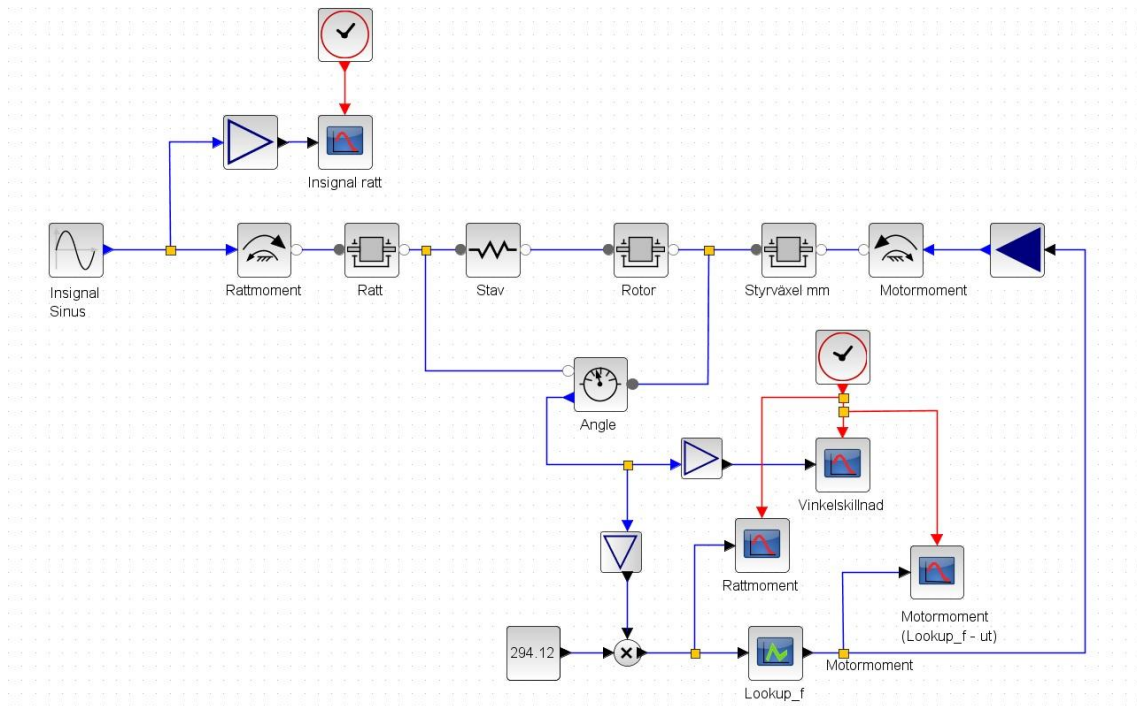 Insignal ratt
Insignal
Sinus
Rattmoment
Ratt
Stav
Rotor
Styrväxel mm
Motormoment
Angle
Vinkelskillnad
Rattmoment
Motormoment
(Lookup_f - ut)
294.12
Motormoment
Lookup_f